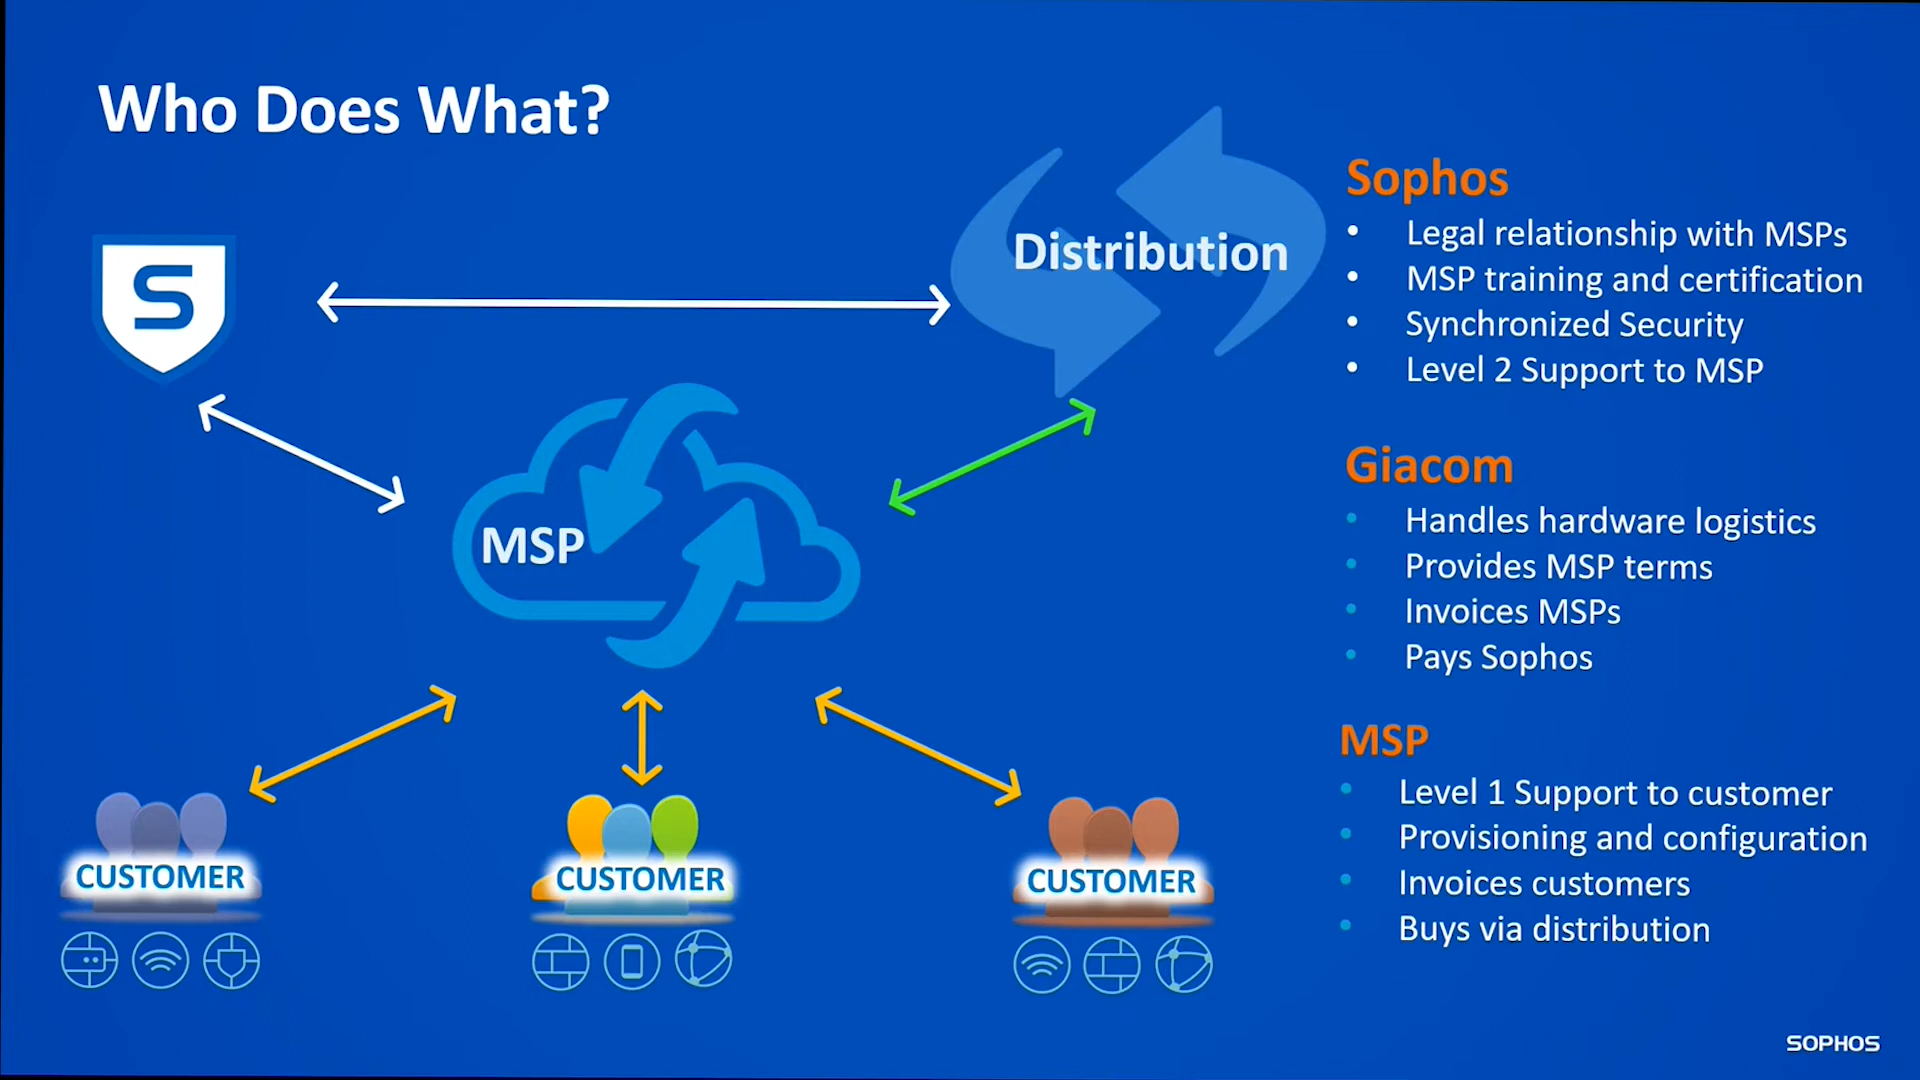 Who Does What?
S
Distribution
MSP
CUSTOMER
CUSTOMER
CUSTOMER
Sophos
• Legal relationship with MSPs
• MSP training and certification
• Synchronized Security
• Level 2 Support to MSP
Giacom
• Handles hardware logistics
• Provides MSP terms
• Invoices MSPs
• Pays Sophos
MSP
• Level 1 Support to customer
• Provisioning and configuration
• Invoices customers
• Buys via distribution
SOPHOS